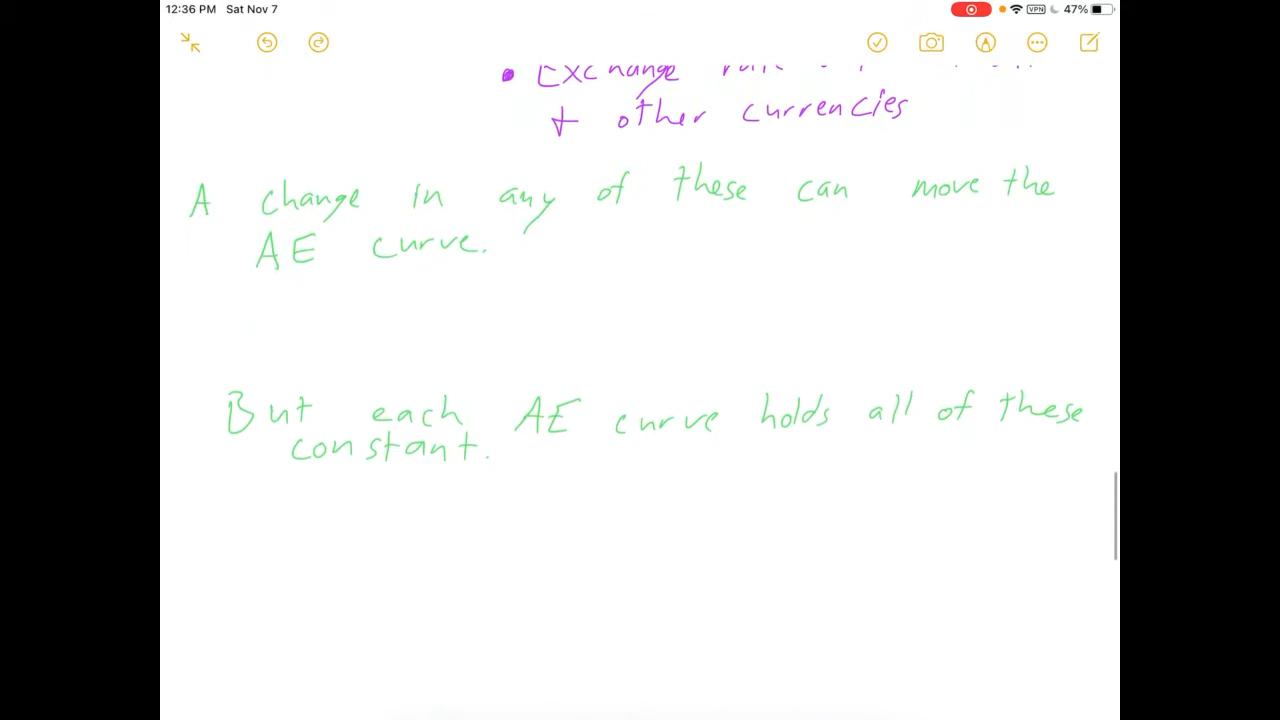 12:36 PM Sat Nov 7
VPN 47%
• Exchange
+ other currencies
A change in any of these can move the
AE curve.
But each AE curve holds all of these
constant.